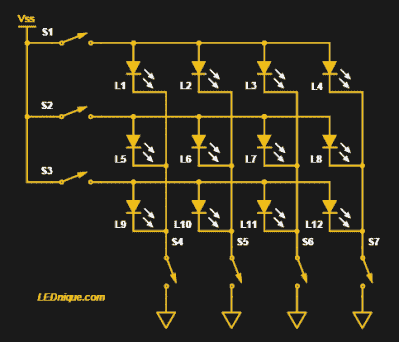 Vss
S1
L1 L2 L3 L4
S2
L5 L6 L7 L8
S3
L9 L10 L11 L12
S4 S5 S6 S7
LEDnique.com